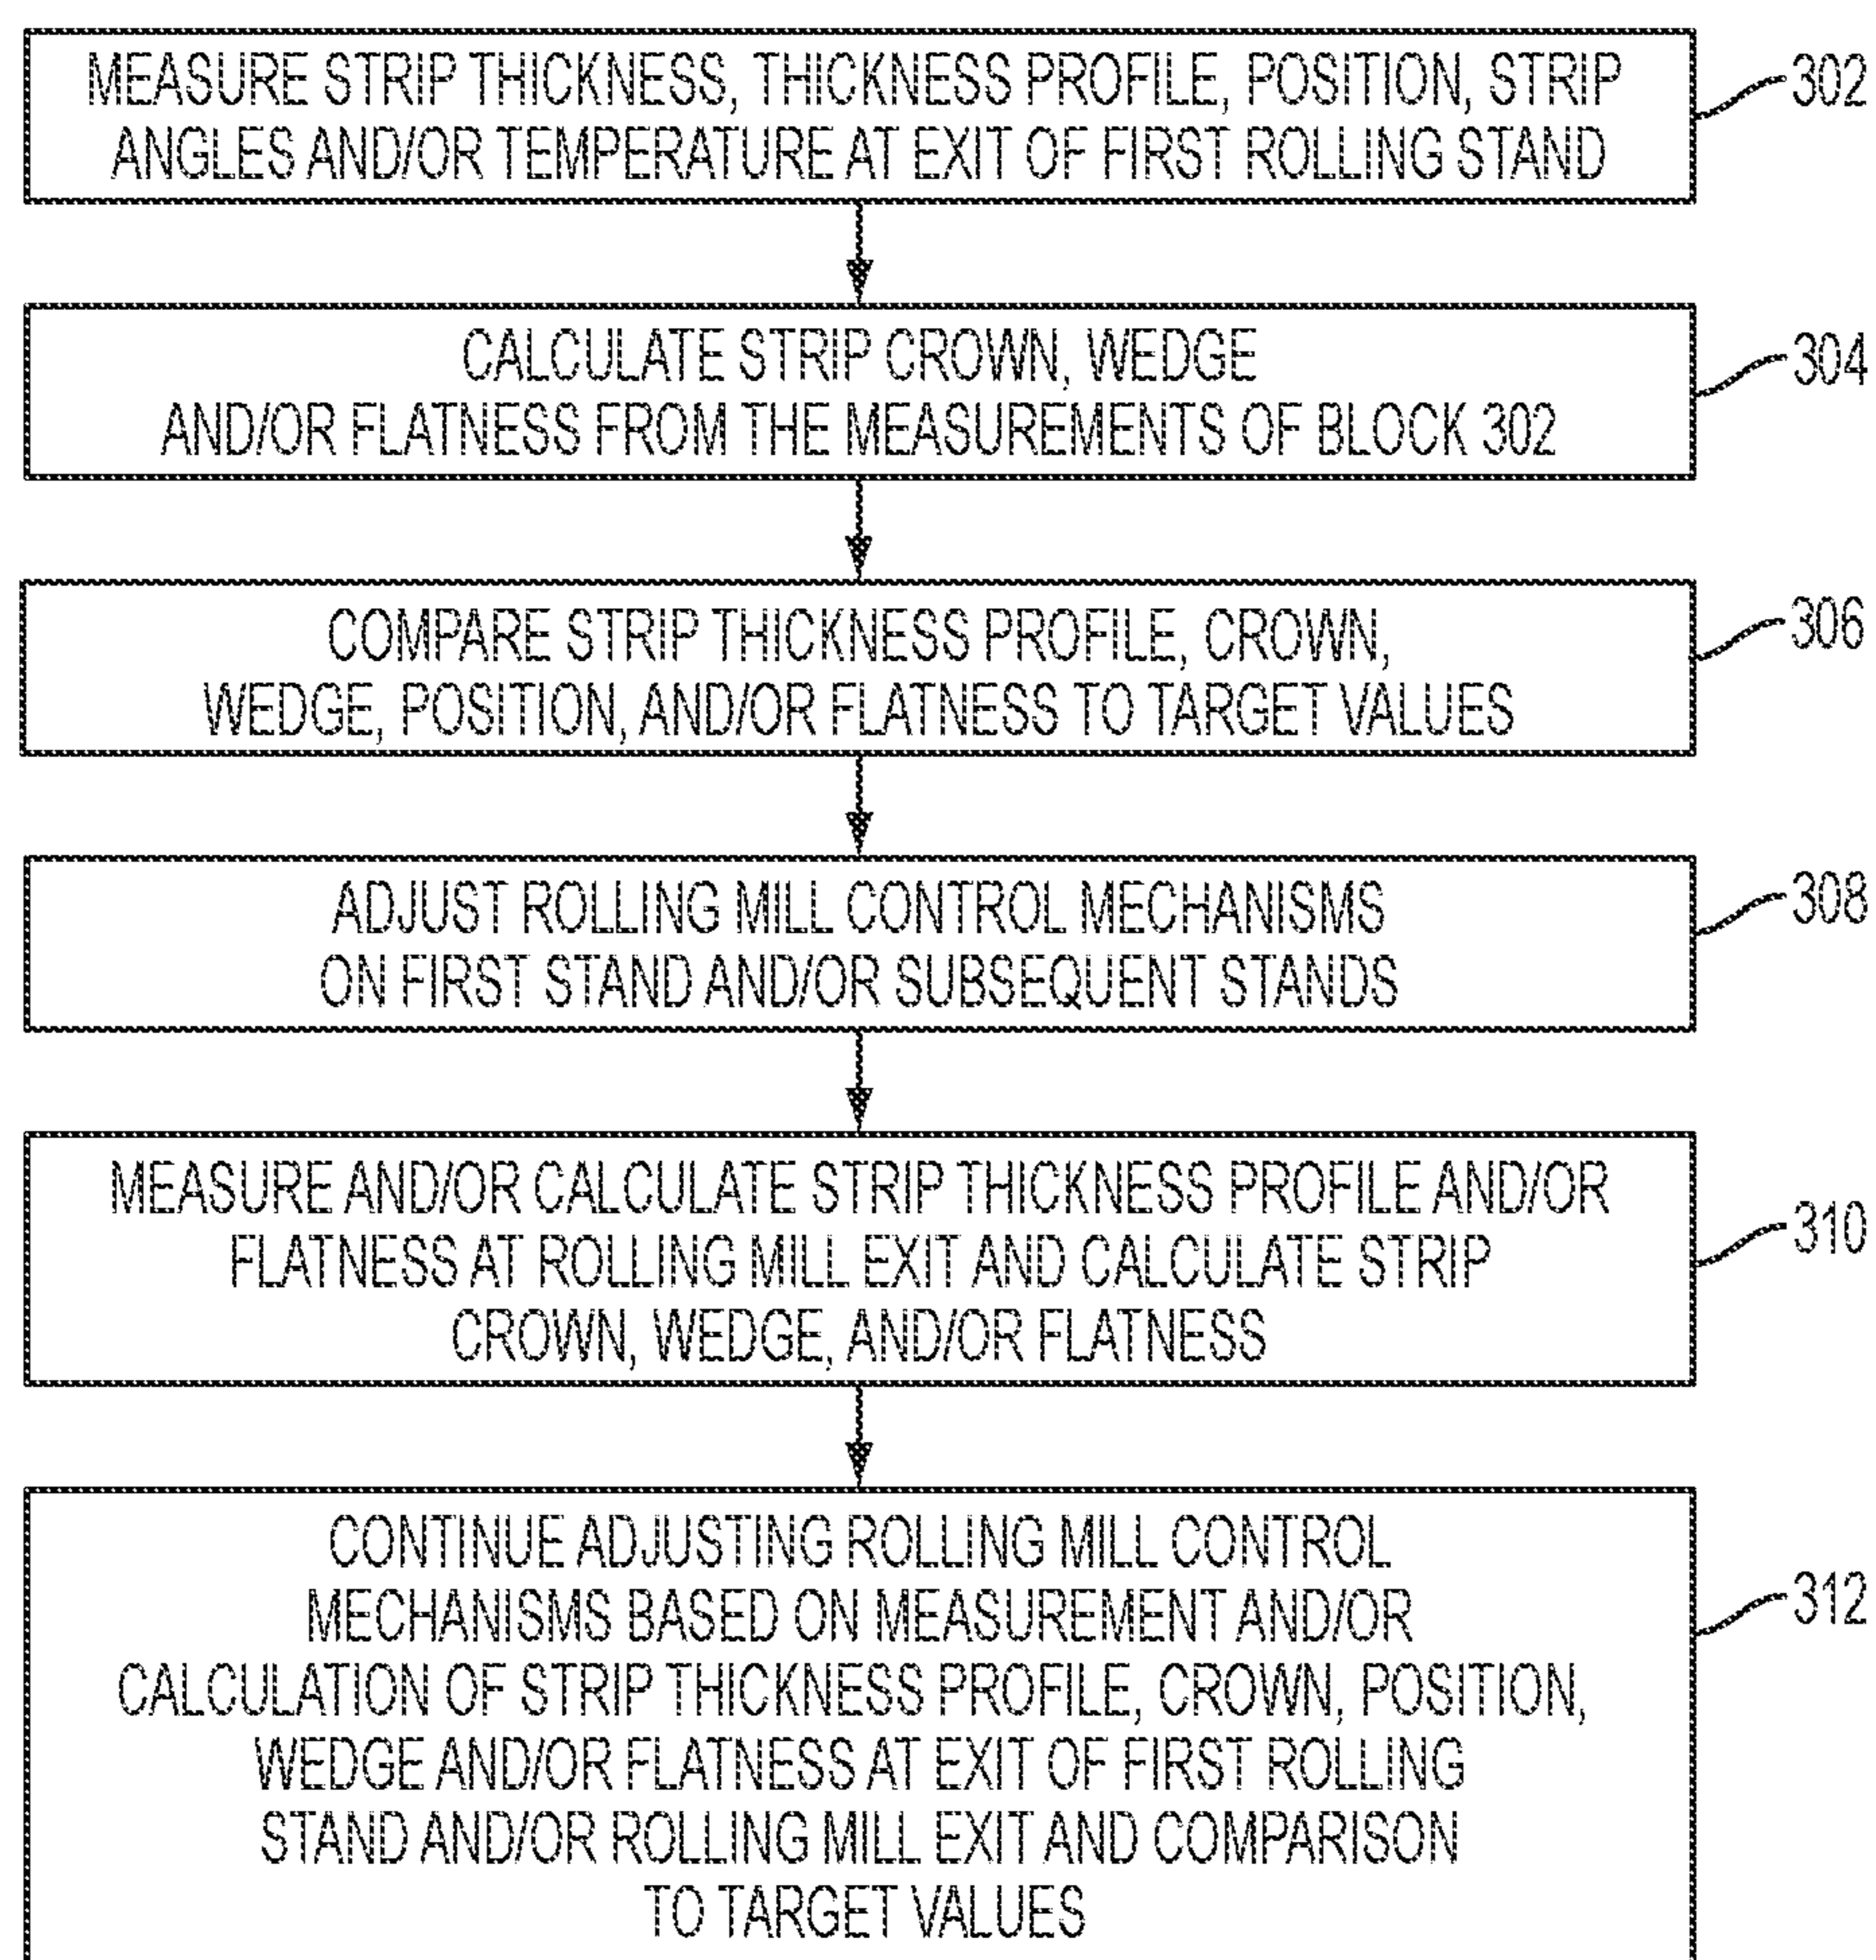 MEASURE STRIP THICKNESS, THICKNESS PROFILE, POSITION, STRIP
ANGLES AND/OR TEMPERATURE AT EXIT OF FIRST ROLLING STAND
302
CALCULATE STRIP CROWN, WEDGE
AND/OR FLATNESS FROM THE MEASUREMENTS OF BLOCK 302
304
COMPARE STRIP THICKNESS PROFILE, CROWN,
WEDGE, POSITION, AND/OR FLATNESS TO TARGET VALUES
306
ADJUST ROLLING MILL CONTROL MECHANISMS
ON FIRST STAND AND/OR SUBSEQUENT STANDS
308
MEASURE AND/OR CALCULATE STRIP THICKNESS PROFILE AND/OR
FLATNESS AT ROLLING MILL EXIT AND CALCULATE STRIP
CROWN, WEDGE, AND/OR FLATNESS
310
CONTINUE ADJUSTING ROLLING MILL CONTROL
MECHANISMS BASED ON MEASUREMENT AND/OR
CALCULATION OF STRIP THICKNESS PROFILE, CROWN, POSITION,
WEDGE AND/OR FLATNESS AT EXIT OF FIRST ROLLING
STAND AND/OR ROLLING MILL EXIT AND COMPARISON
TO TARGET VALUES
312